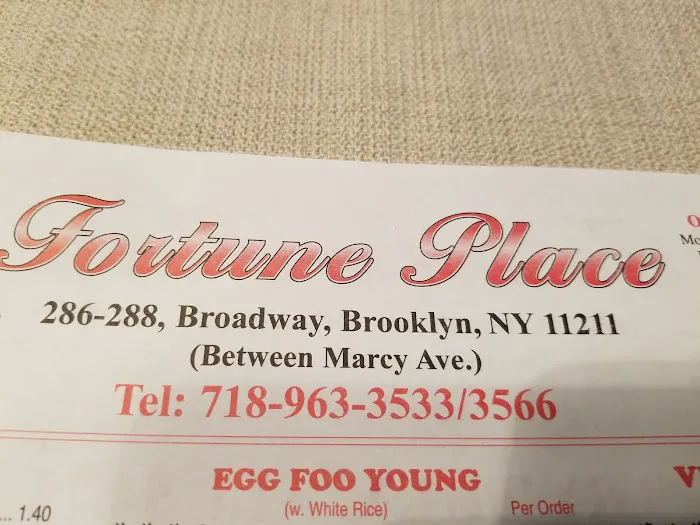 Fortune Place
286-288, Broadway, Brooklyn, NY 11211
(Between Marcy Ave.)
Tel: 718-963-3533/3566
EGG FOO YOUNG
(w. White Rice)
Per Order
... 1.40